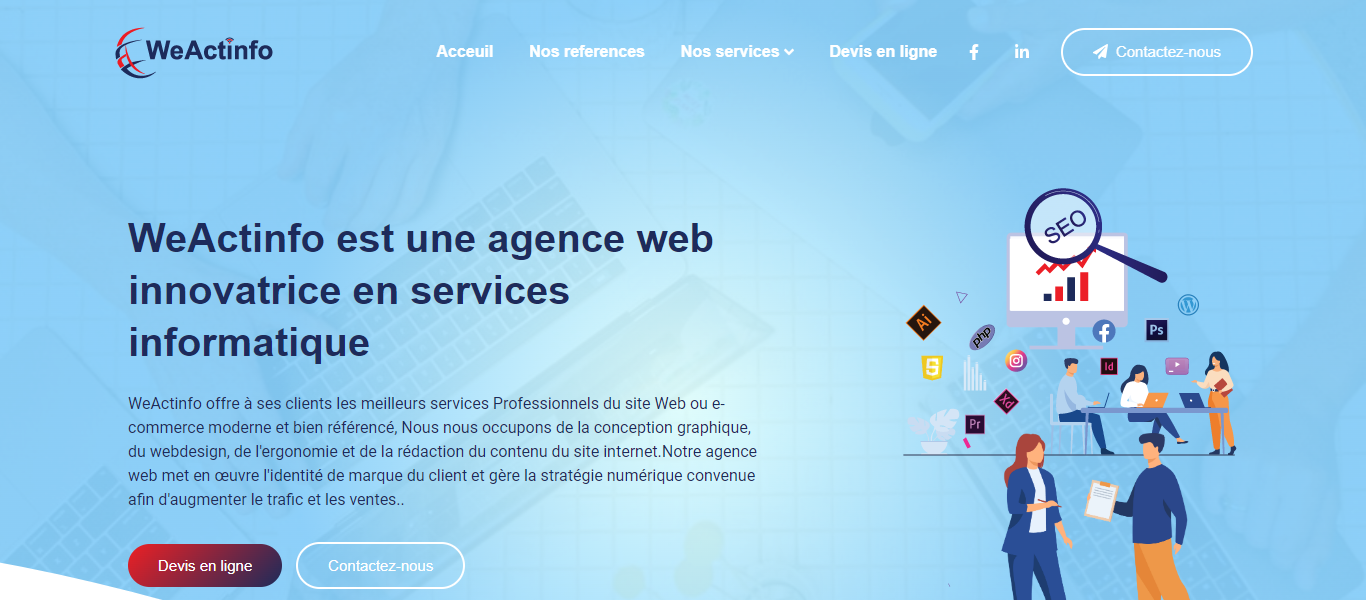 WeActinfo
Acceuil
Nos references
Nos services
Devis en ligne
Contactez-nous
WeActinfo est une agence web
innovatrice en services
informatique
WeActinfo offre à ses clients les meilleurs services Professionnels du site Web ou e-
commerce moderne et bien référencé, Nous nous occupons de la conception graphique,
du webdesign, de l'ergonomie et de la rédaction du contenu du site internet.Notre agence
web met en œuvre l'identité de marque du client et gère la stratégie numérique convenue
afin d'augmenter le trafic et les ventes..
Devis en ligne
Contactez-nous
SEO
Ai
php
Ps
Id
Xd
Pr